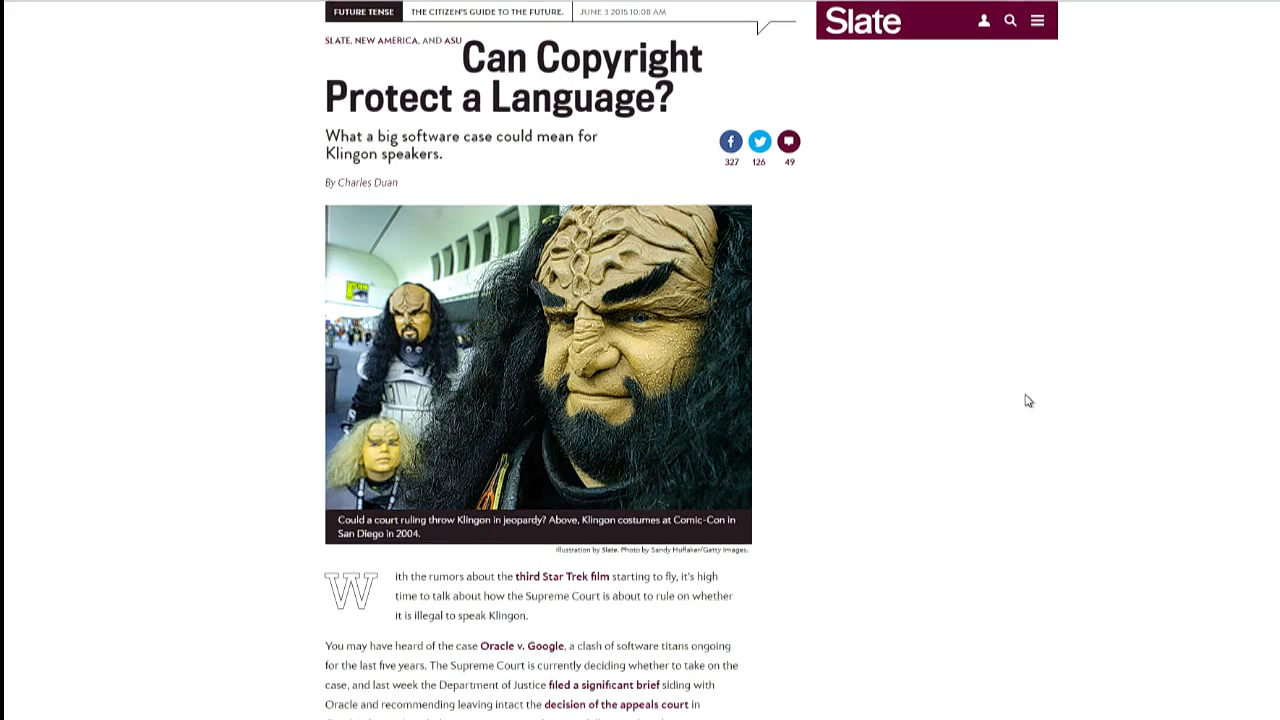 FUTURE TENSE
THE CITIZEN'S GUIDE TO THE FUTURE.
JUNE 3 2015 10:08 AM
Slate
SLATE, NEW AMERICA, AND ASU
Can Copyright
Protect a Language?
What a big software case could mean for
Klingon speakers.
327
126
49
By Charles Duan
Could a court ruling throw Klingon in jeopardy? Above, Klingon costumes at Comic-Con in
San Diego in 2004.
Illustration by Slate. Photo by Sandy Huffaker/Getty Images.
With the rumors about the third Star Trek film starting to fly, it's high
time to talk about how the Supreme Court is about to rule on whether
it is illegal to speak Klingon.
You may have heard of the case Oracle v. Google, a clash of software titans ongoing
for the last five years. The Supreme Court is currently deciding whether to take on the
case, and last week the Department of Justice filed a significant brief siding with
Oracle and recommending leaving intact the decision of the appeals court in